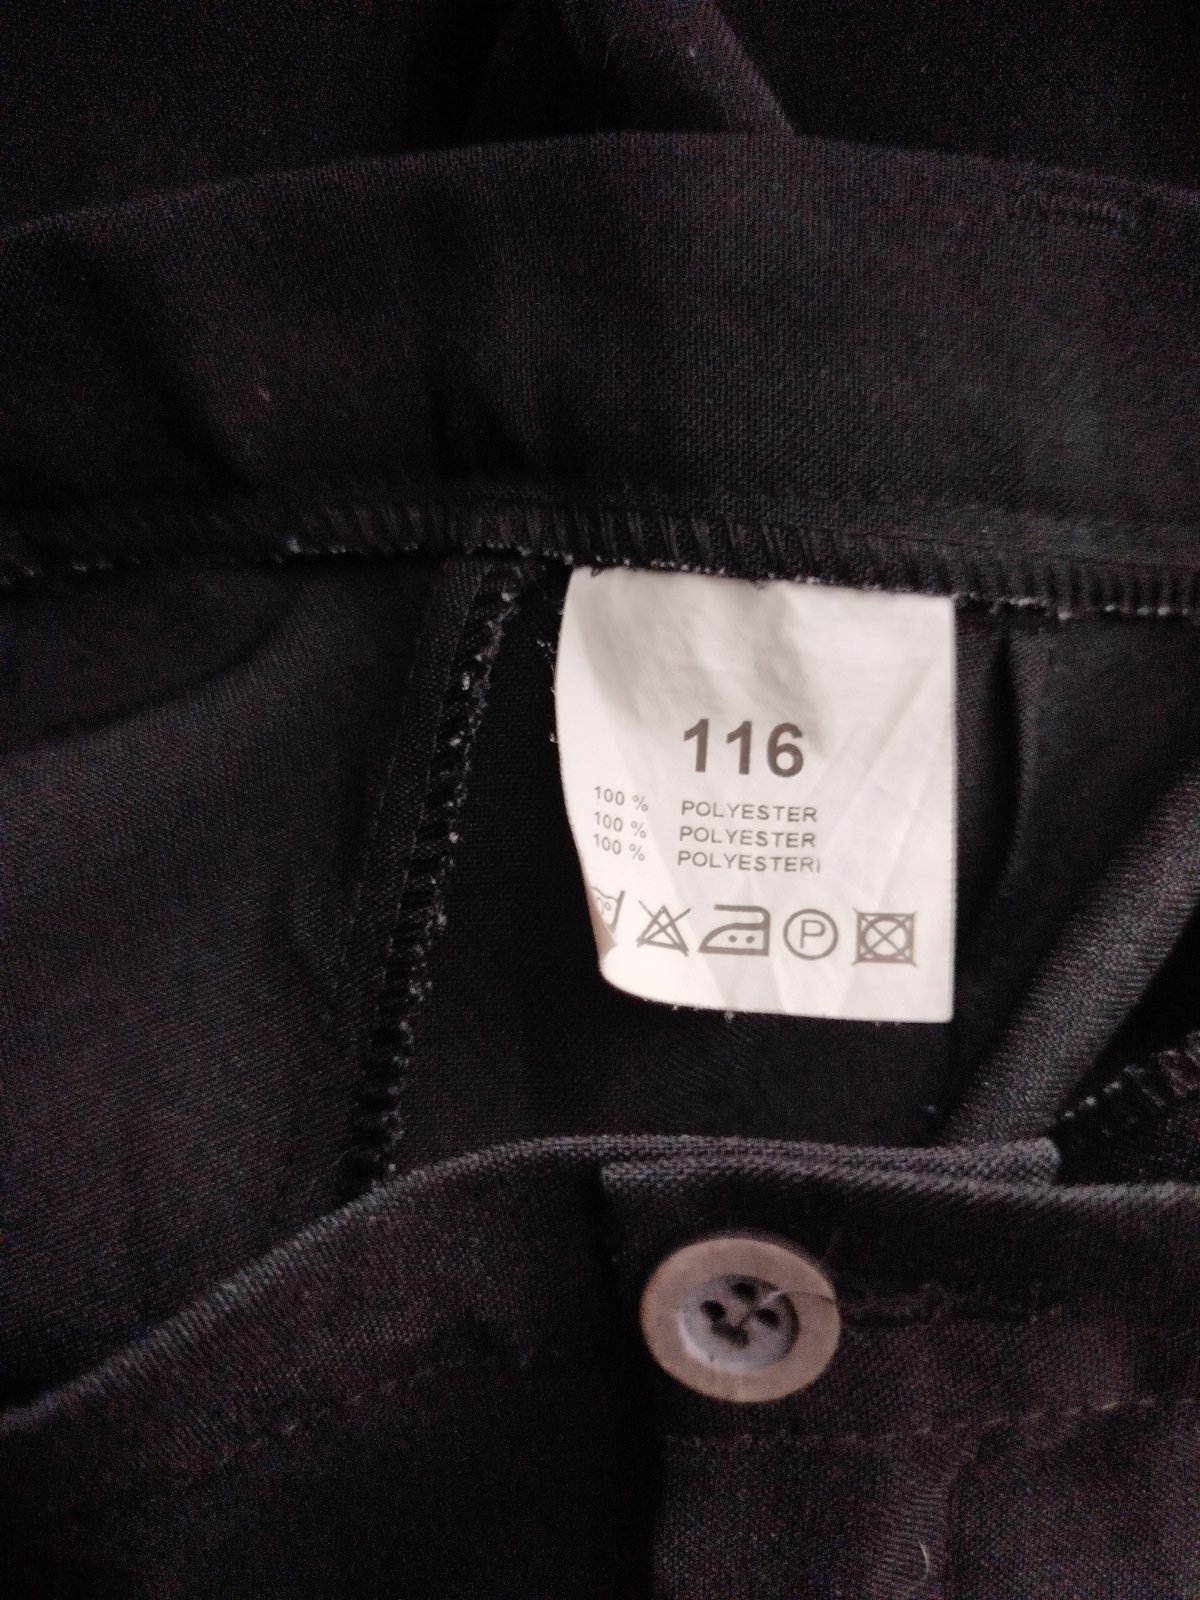 116
100 % POLYESTER
100 % POLYESTER
100 % POLYESTERI
P